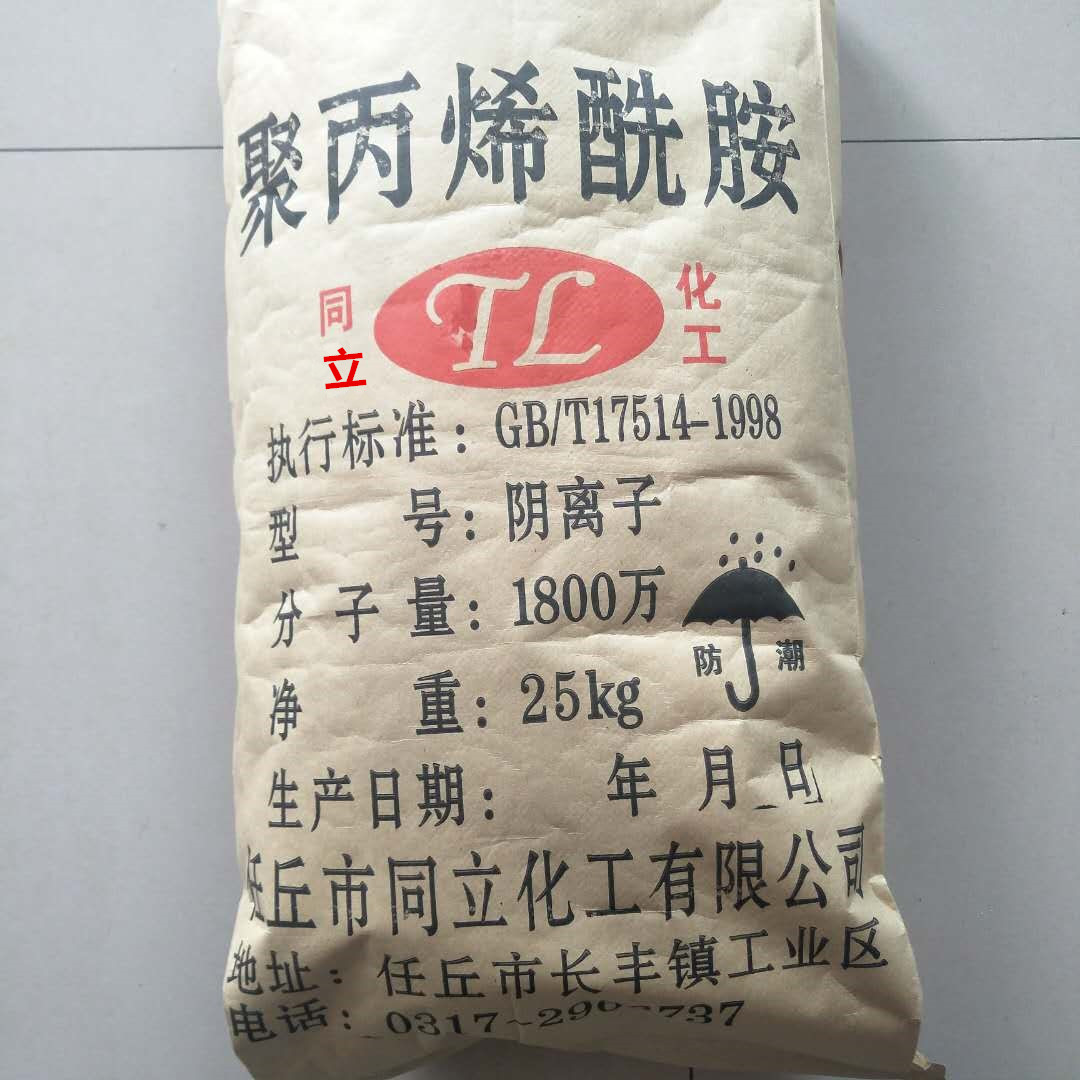 聚丙烯酰胺
同立 TL 化工
执行标准：GB/T17514-1998
型号：阴离子
分子量：1800万
净重：25kg
防潮
生产日期： 年 月 日
任丘市同立化工有限公司
地址：任丘市长丰镇工业区
电话：0317-